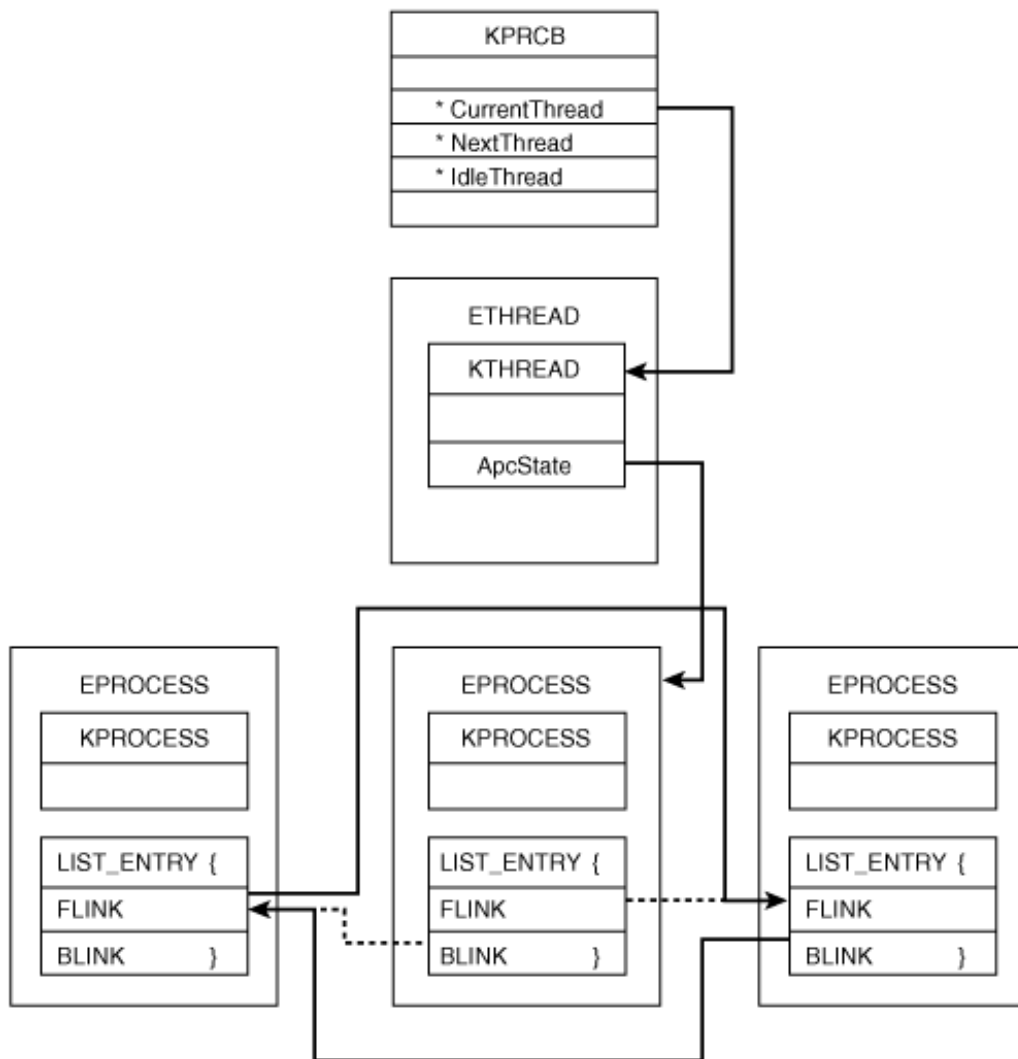 KPRCB
* CurrentThread
* NextThread
* IdleThread
ETHREAD
KTHREAD
ApcState
EPROCESS
KPROCESS
LIST_ENTRY {
FLINK
BLINK }
EPROCESS
KPROCESS
LIST_ENTRY {
FLINK
BLINK }
EPROCESS
KPROCESS
LIST_ENTRY {
FLINK
BLINK }